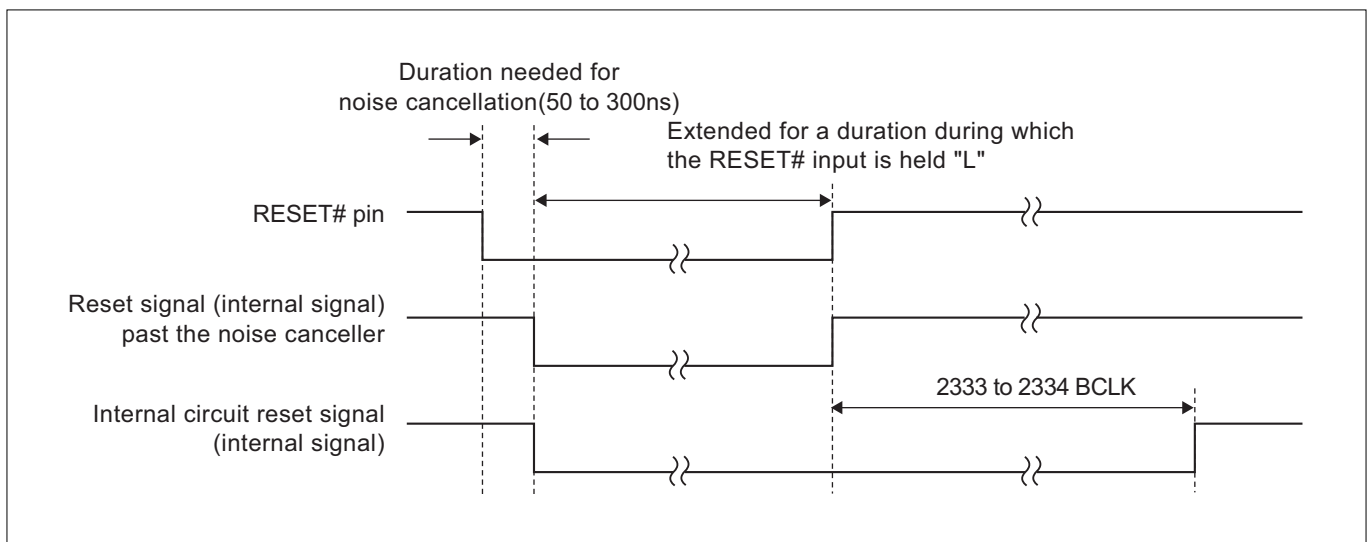 Duration needed for
noise cancellation(50 to 300ns)
Extended for a duration during which
the RESET# input is held "L"
RESET# pin
Reset signal (internal signal)
past the noise canceller
2333 to 2334 BCLK
Internal circuit reset signal
(internal signal)